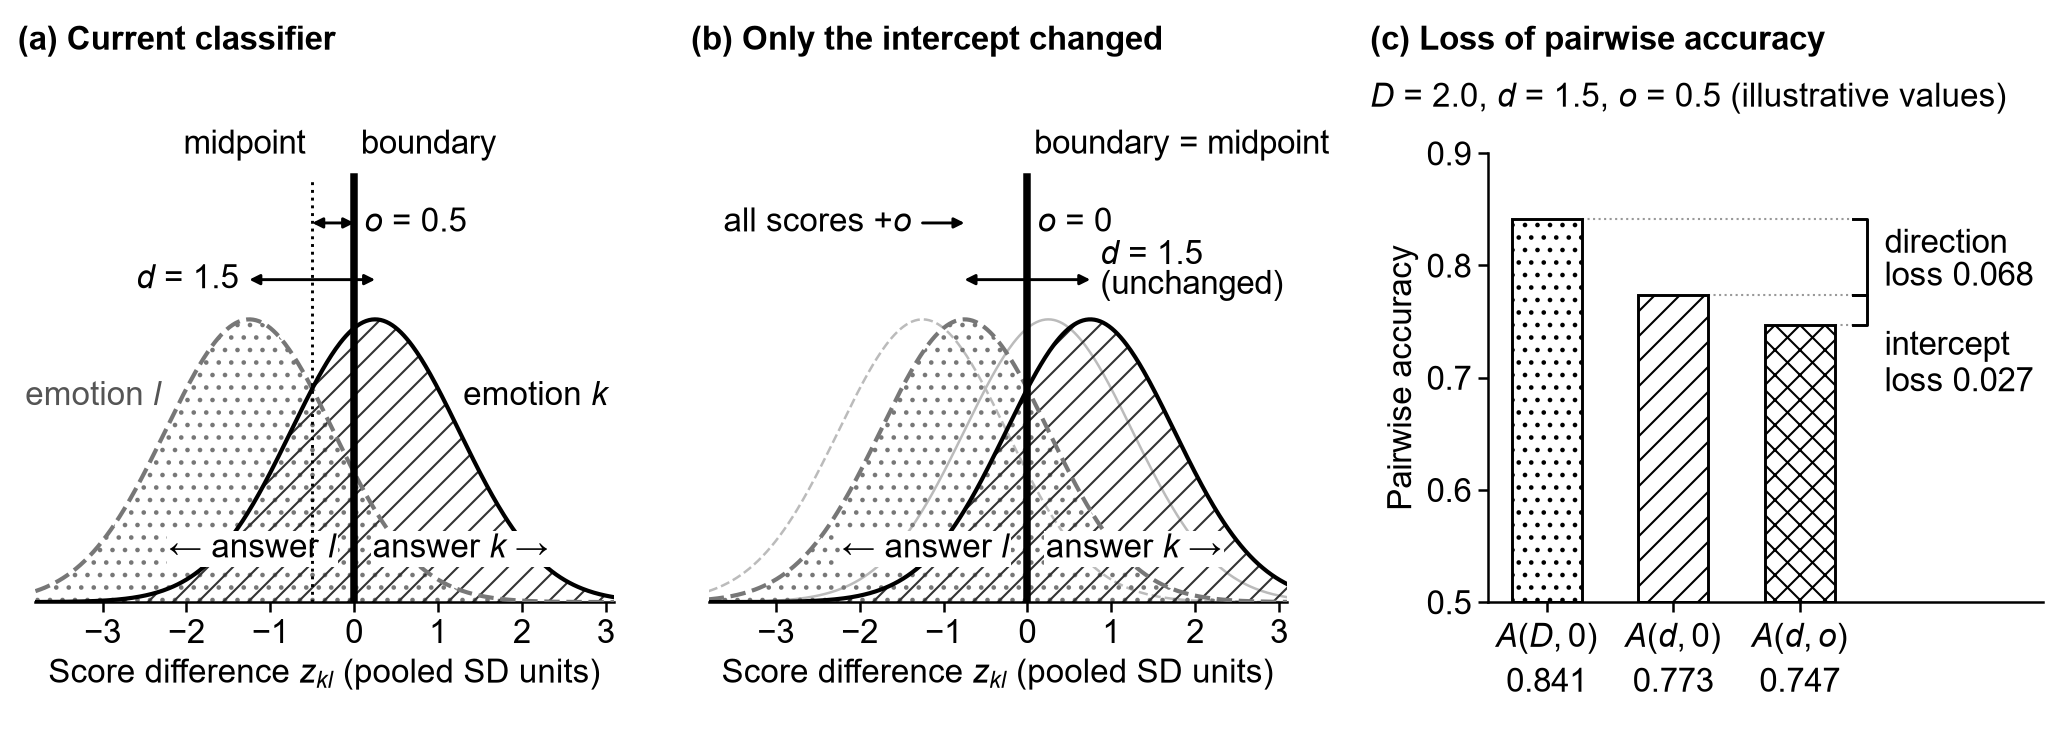 (a) Current classifier
midpoint
boundary
o = 0.5
d = 1.5
emotion l
emotion k
← answer l
answer k →
−3 −2 −1 0 1 2 3
Score difference zkl (pooled SD units)
(b) Only the intercept changed
boundary = midpoint
all scores +o
o = 0
d = 1.5
(unchanged)
← answer l
answer k →
−3 −2 −1 0 1 2 3
Score difference zkl (pooled SD units)
(c) Loss of pairwise accuracy
D = 2.0, d = 1.5, o = 0.5 (illustrative values)
Pairwise accuracy
0.9
0.8
0.7
0.6
0.5
direction
loss 0.068
intercept
loss 0.027
A(D, 0) A(d, 0) A(d, o)
0.841 0.773 0.747